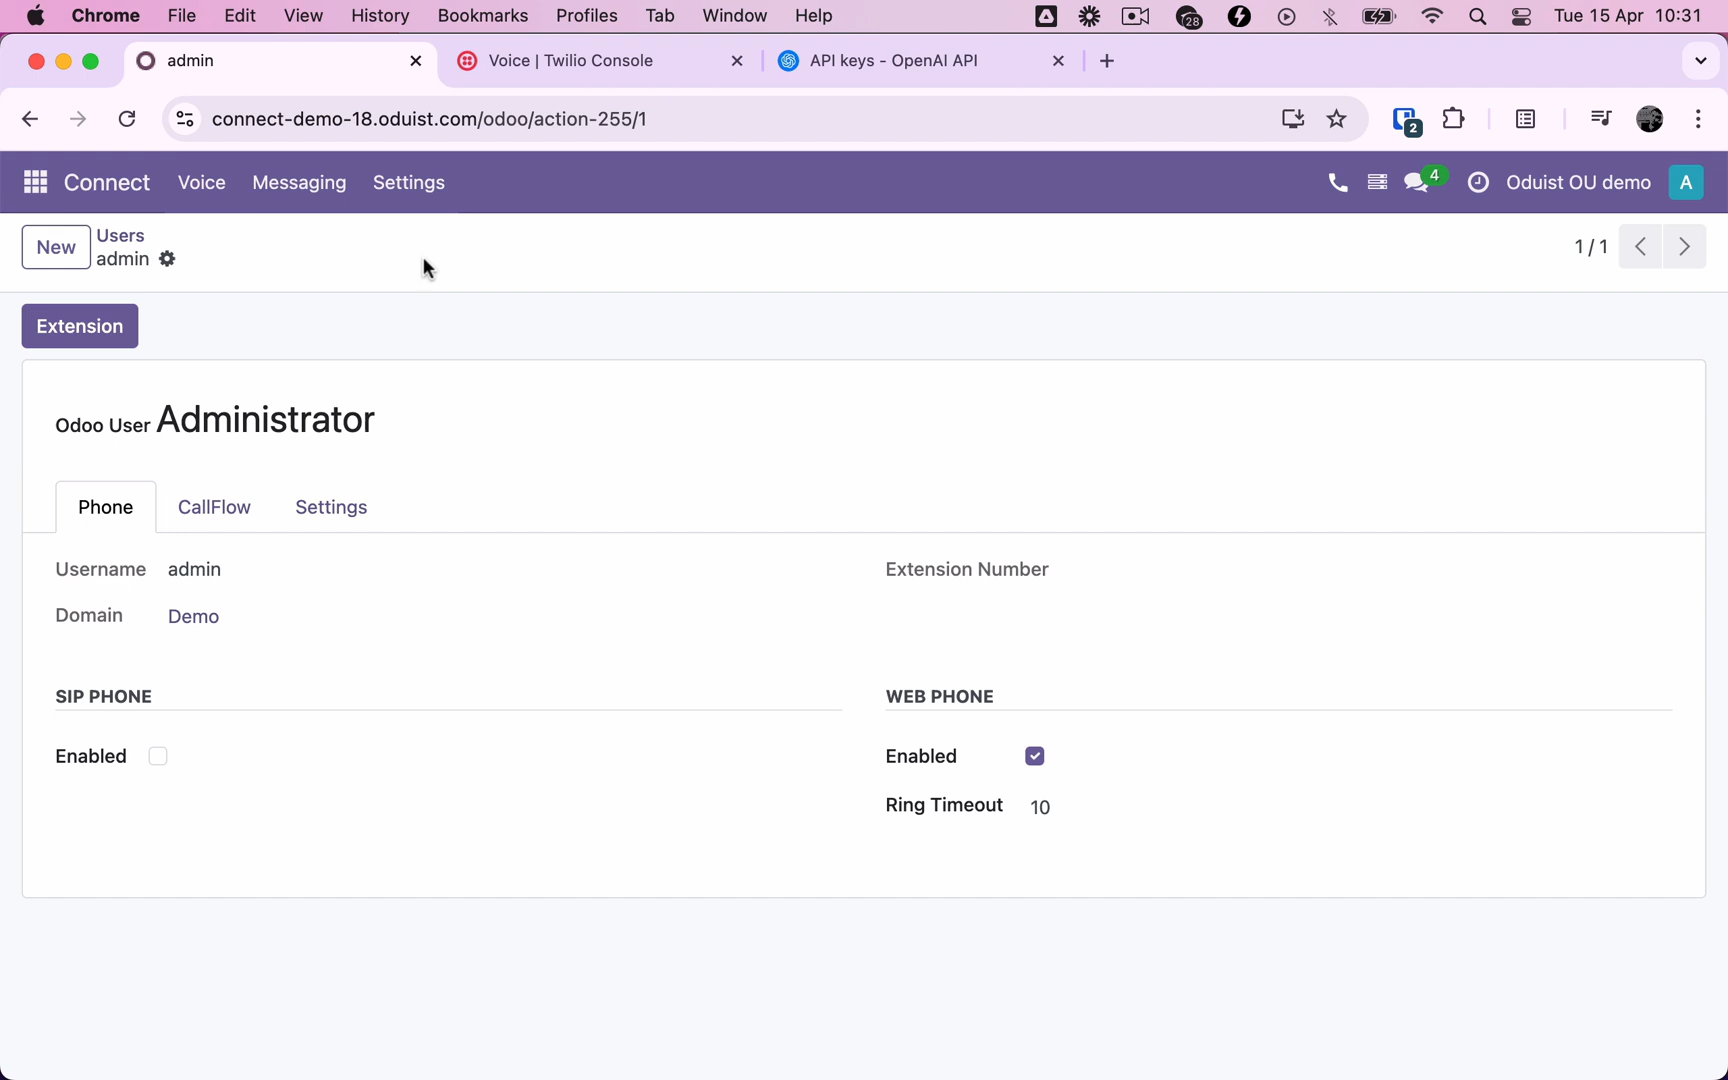 Chrome File Edit View History Bookmarks Profiles Tab Window Help 28 Tue 15 Apr 10:31
admin Voice | Twilio Console API keys - OpenAI API
connect-demo-18.oduist.com/odoo/action-255/1 2
Connect Voice Messaging Settings 4 Oduist OU demo A
New Users 1 / 1
admin
Extension
Odoo User Administrator
Phone CallFlow Settings
Username admin Extension Number
Domain Demo
SIP PHONE WEB PHONE
Enabled Enabled
Ring Timeout 10